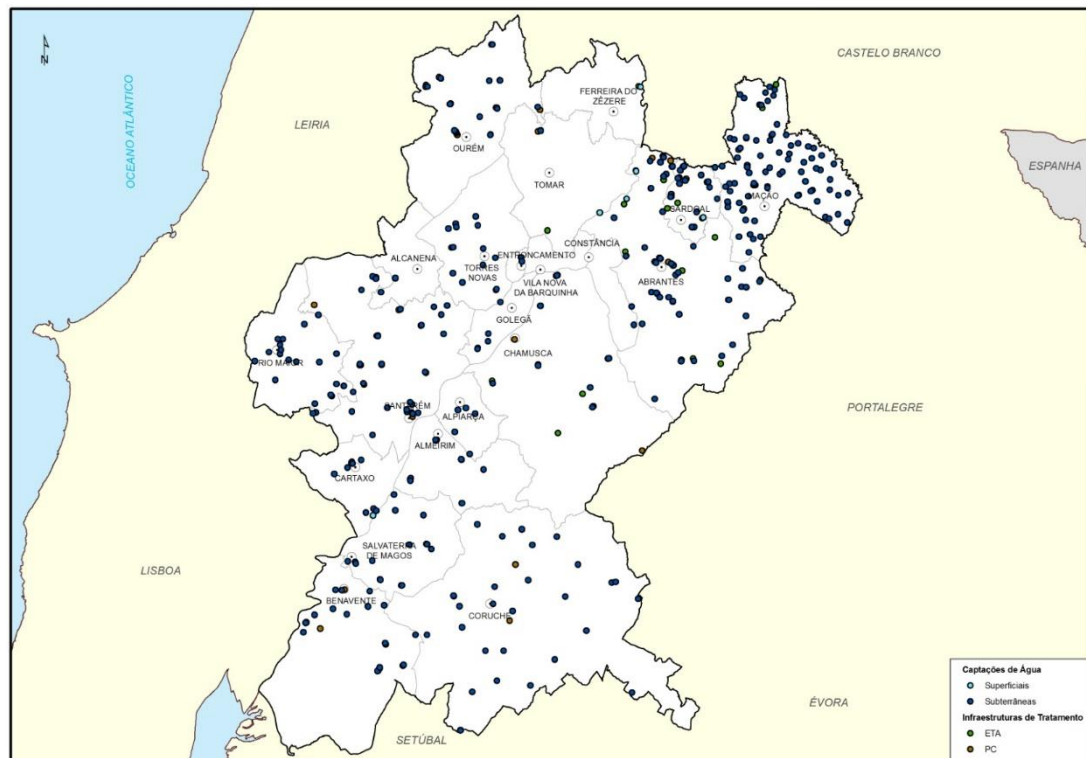 N
OCEANO ATLÂNTICO
LEIRIA
CASTELO BRANCO
ESPANHA
FERREIRA DO
ZÊZERE
OURÉM
TOMAR
MAÇÃO
SARDOAL
ALCANENA
TORRES
NOVAS
ENTRONCAMENTO
CONSTÂNCIA
VILA NOVA
DA BARQUINHA
ABRANTES
GOLEGÃ
CHAMUSCA
RIO MAIOR
SANTARÉM
ALPIARÇA
ALMEIRIM
PORTALEGRE
CARTAXO
SALVATERRA
DE MAGOS
LISBOA
BENAVENTE
CORUCHE
ÉVORA
SETÚBAL
Captações de Água
Superficiais
Subterrâneas
Infraestruturas de Tratamento
ETA
PC